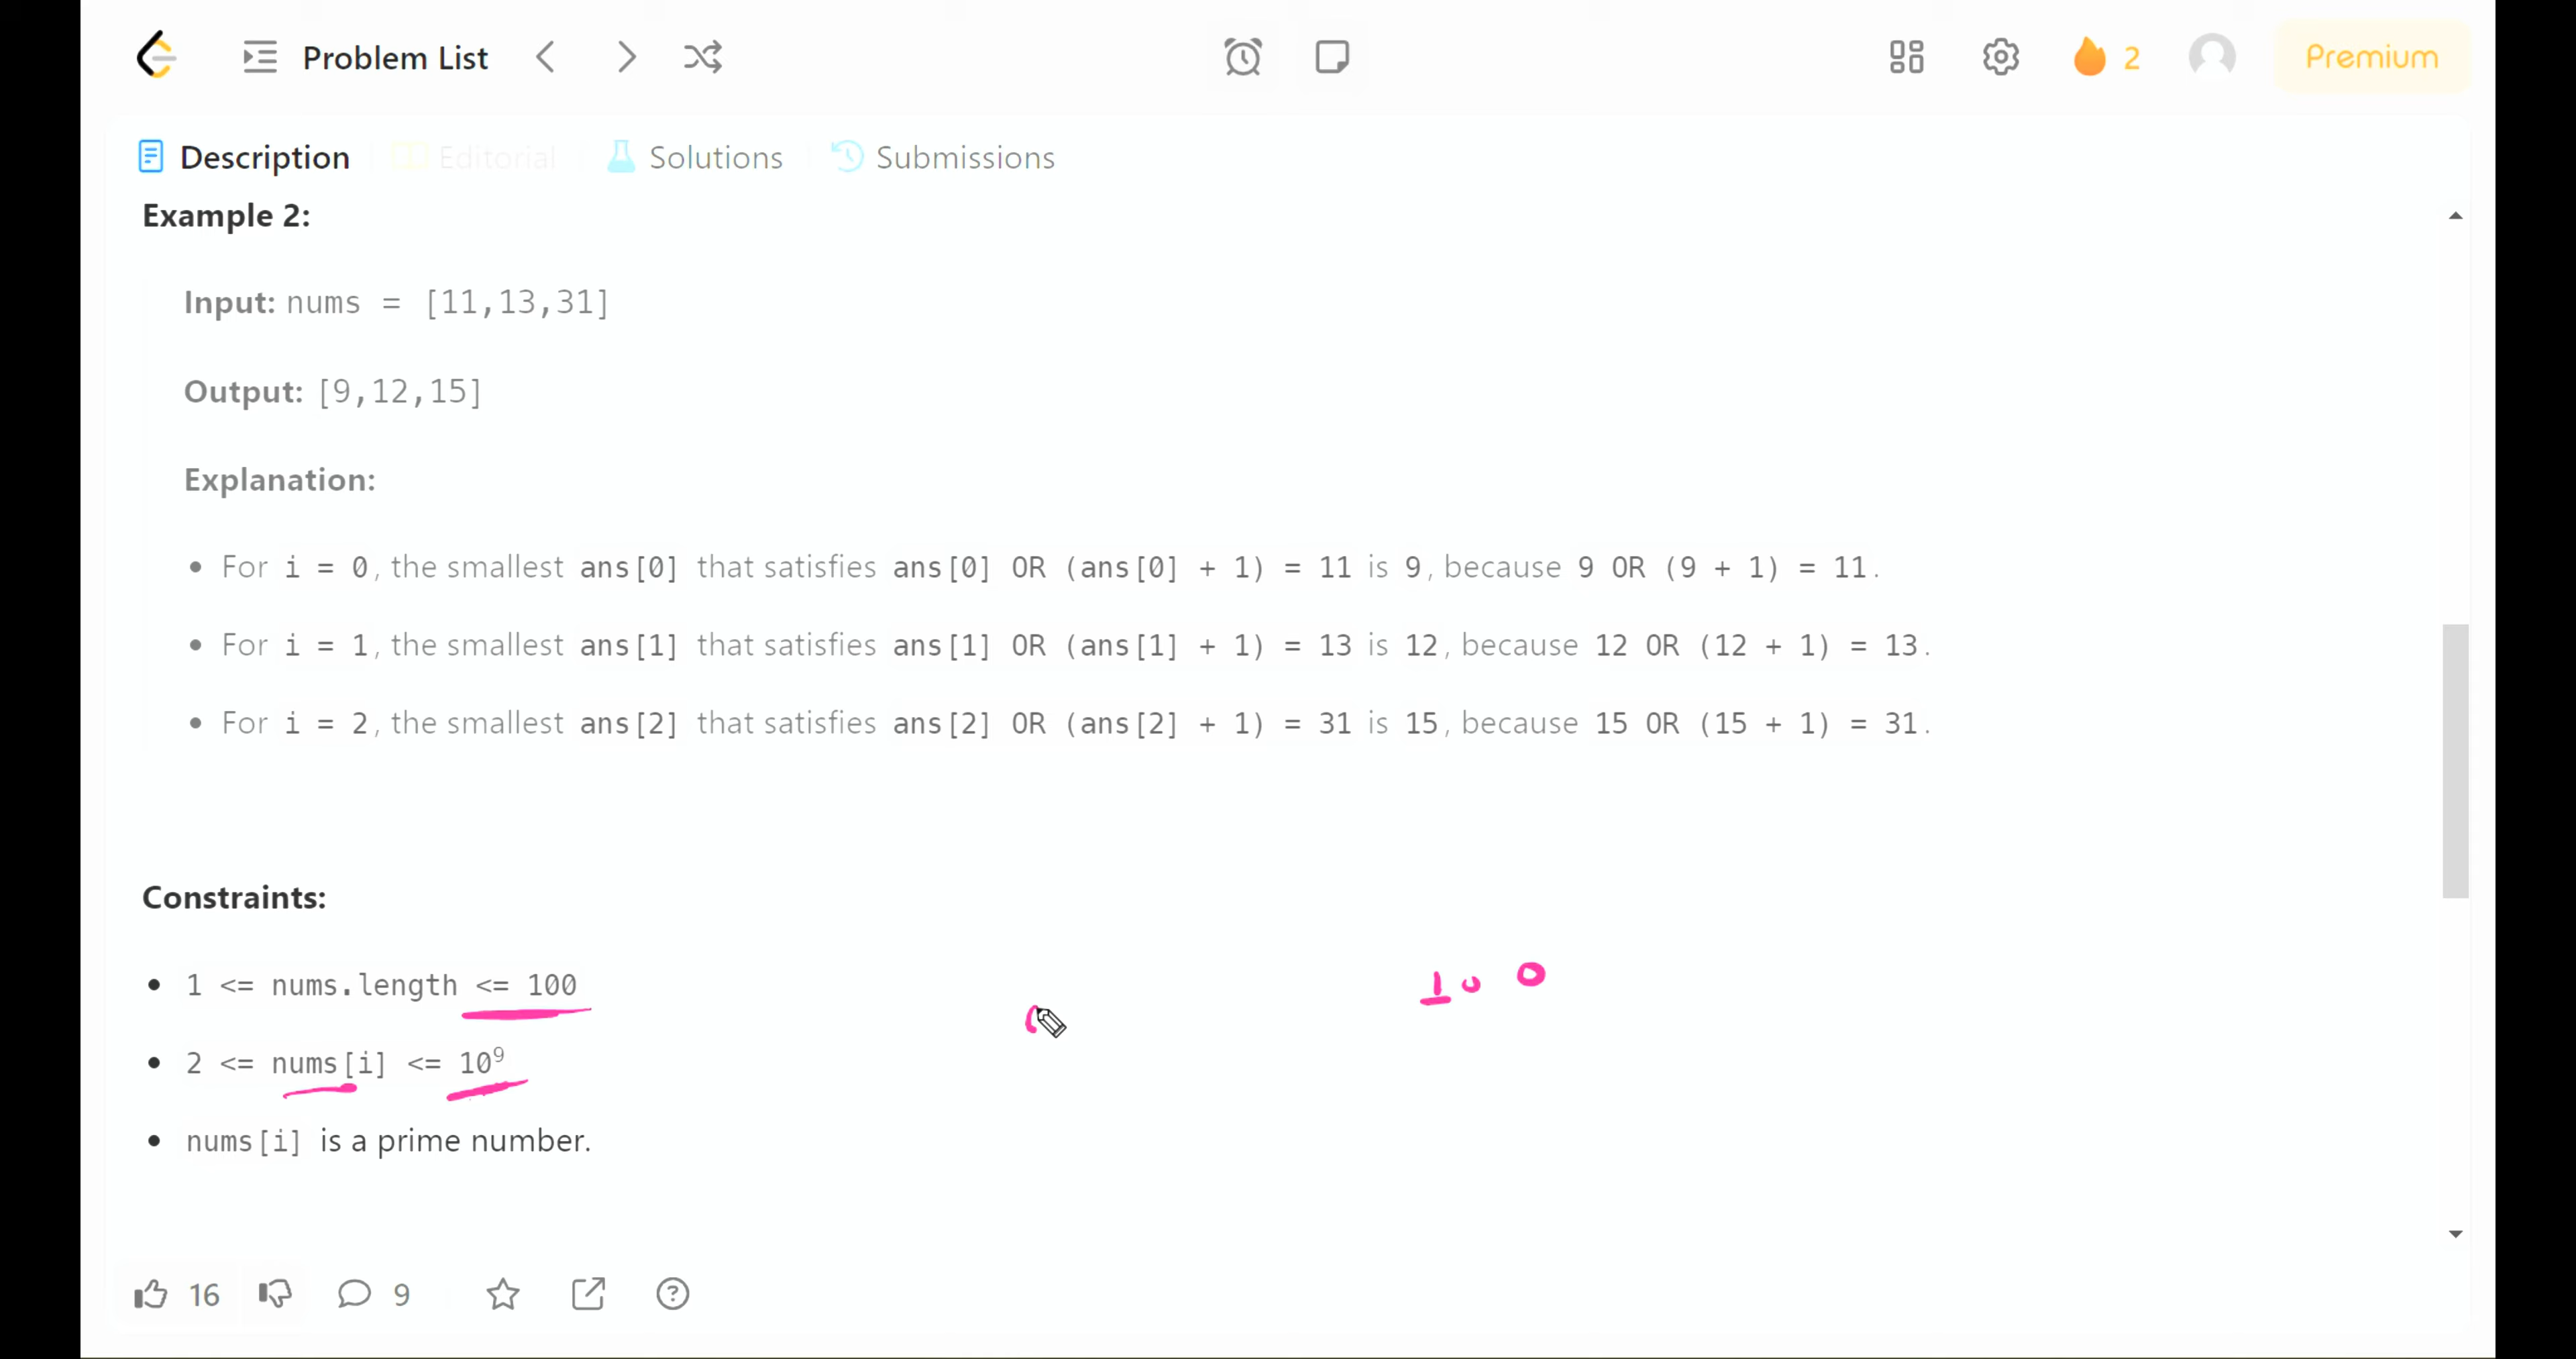 Problem List 2 Premium
Description Editorial Solutions Submissions
Example 2:
Input: nums = [11,13,31]
Output: [9,12,15]
Explanation:
• For i = 0, the smallest ans[0] that satisfies ans[0] OR (ans[0] + 1) = 11 is 9, because 9 OR (9 + 1) = 11.
• For i = 1, the smallest ans[1] that satisfies ans[1] OR (ans[1] + 1) = 13 is 12, because 12 OR (12 + 1) = 13.
• For i = 2, the smallest ans[2] that satisfies ans[2] OR (ans[2] + 1) = 31 is 15, because 15 OR (15 + 1) = 31.
Constraints:
• 1 <= nums.length <= 100
100
• 2 <= nums[i] <= 10⁹
• nums[i] is a prime number.
16 9